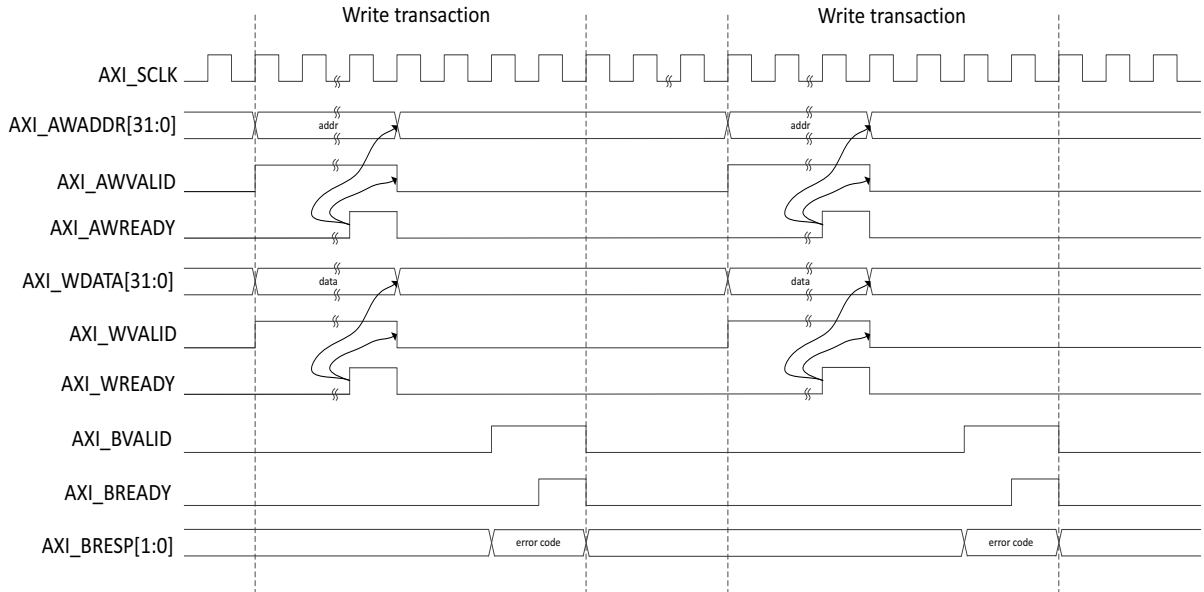 Write transaction
Write transaction
AXI_SCLK
AXI_AWADDR[31:0]
addr
addr
AXI_AWVALID
AXI_AWREADY
AXI_WDATA[31:0]
data
data
AXI_WVALID
AXI_WREADY
AXI_BVALID
AXI_BREADY
AXI_BRESP[1:0]
error code
error code